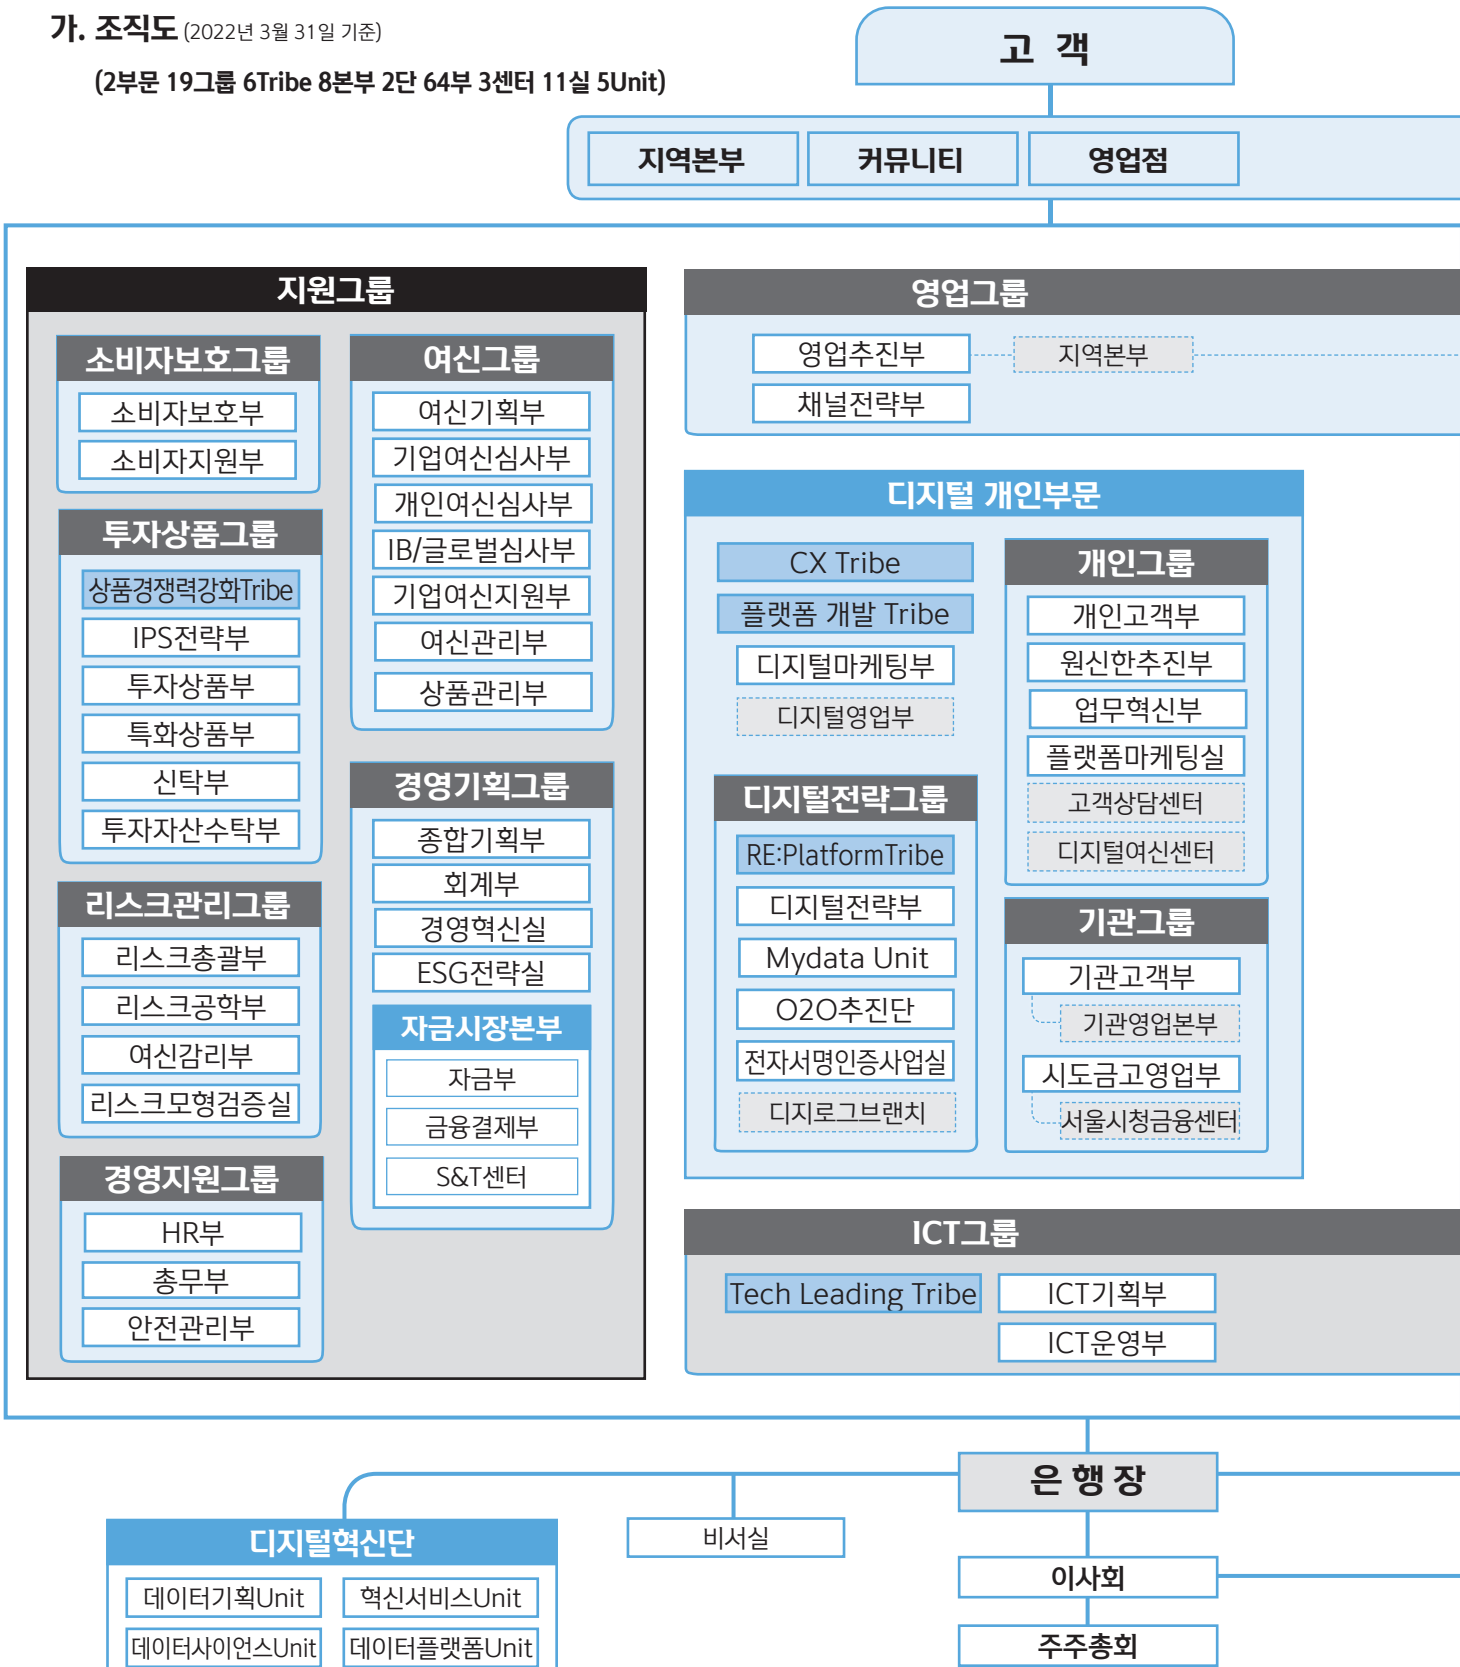 가. 조직도 (2022년 3월 31일 기준)
(2부문 19그룹 6Tribe 8본부 2단 64부 3센터 11실 5Unit)
고 객
지역본부
커뮤니티
영업점
지원그룹
소비자보호그룹
소비자보호부
소비자지원부
투자상품그룹
상품경쟁력강화Tribe
IPS전략부
투자상품부
특화상품부
신탁부
투자자산수탁부
리스크관리그룹
리스크총괄부
리스크공학부
여신감리부
리스크모형검증실
경영지원그룹
HR부
총무부
안전관리부
여신그룹
여신기획부
기업여신심사부
개인여신심사부
IB/글로벌심사부
기업여신지원부
여신관리부
상품관리부
경영기획그룹
종합기획부
회계부
경영혁신실
ESG전략실
자금시장본부
자금부
금융결제부
S&T센터
영업그룹
영업추진부
지역본부
채널전략부
디지털 개인부문
CX Tribe
플랫폼 개발 Tribe
디지털마케팅부
디지털영업부
디지털전략그룹
RE:PlatformTribe
디지털전략부
Mydata Unit
O2O추진단
전자서명인증사업실
디지로그브랜치
개인그룹
개인고객부
원신한추진부
업무혁신부
플랫폼마케팅실
고객상담센터
디지털여신센터
기관그룹
기관고객부
기관영업본부
시도금고영업부
서울시청금융센터
ICT그룹
Tech Leading Tribe
ICT기획부
ICT운영부
은 행 장
디지털혁신단
데이터기획Unit
혁신서비스Unit
데이터사이언스Unit
데이터플랫폼Unit
비서실
이사회
주주총회